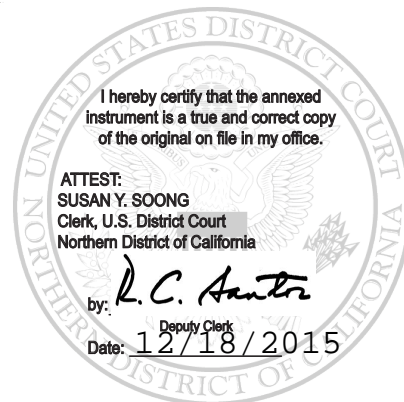 UNITED STATES DISTRICT COURT
I hereby certify that the annexed
instrument is a true and correct copy
of the original on file in my office.
ATTEST:
SUSAN Y. SOONG
Clerk, U.S. District Court
Northern District of California
by: R. C. Santos
Deputy Clerk
Date: 12/18/2015
NORTHERN DISTRICT OF CALIFORNIA